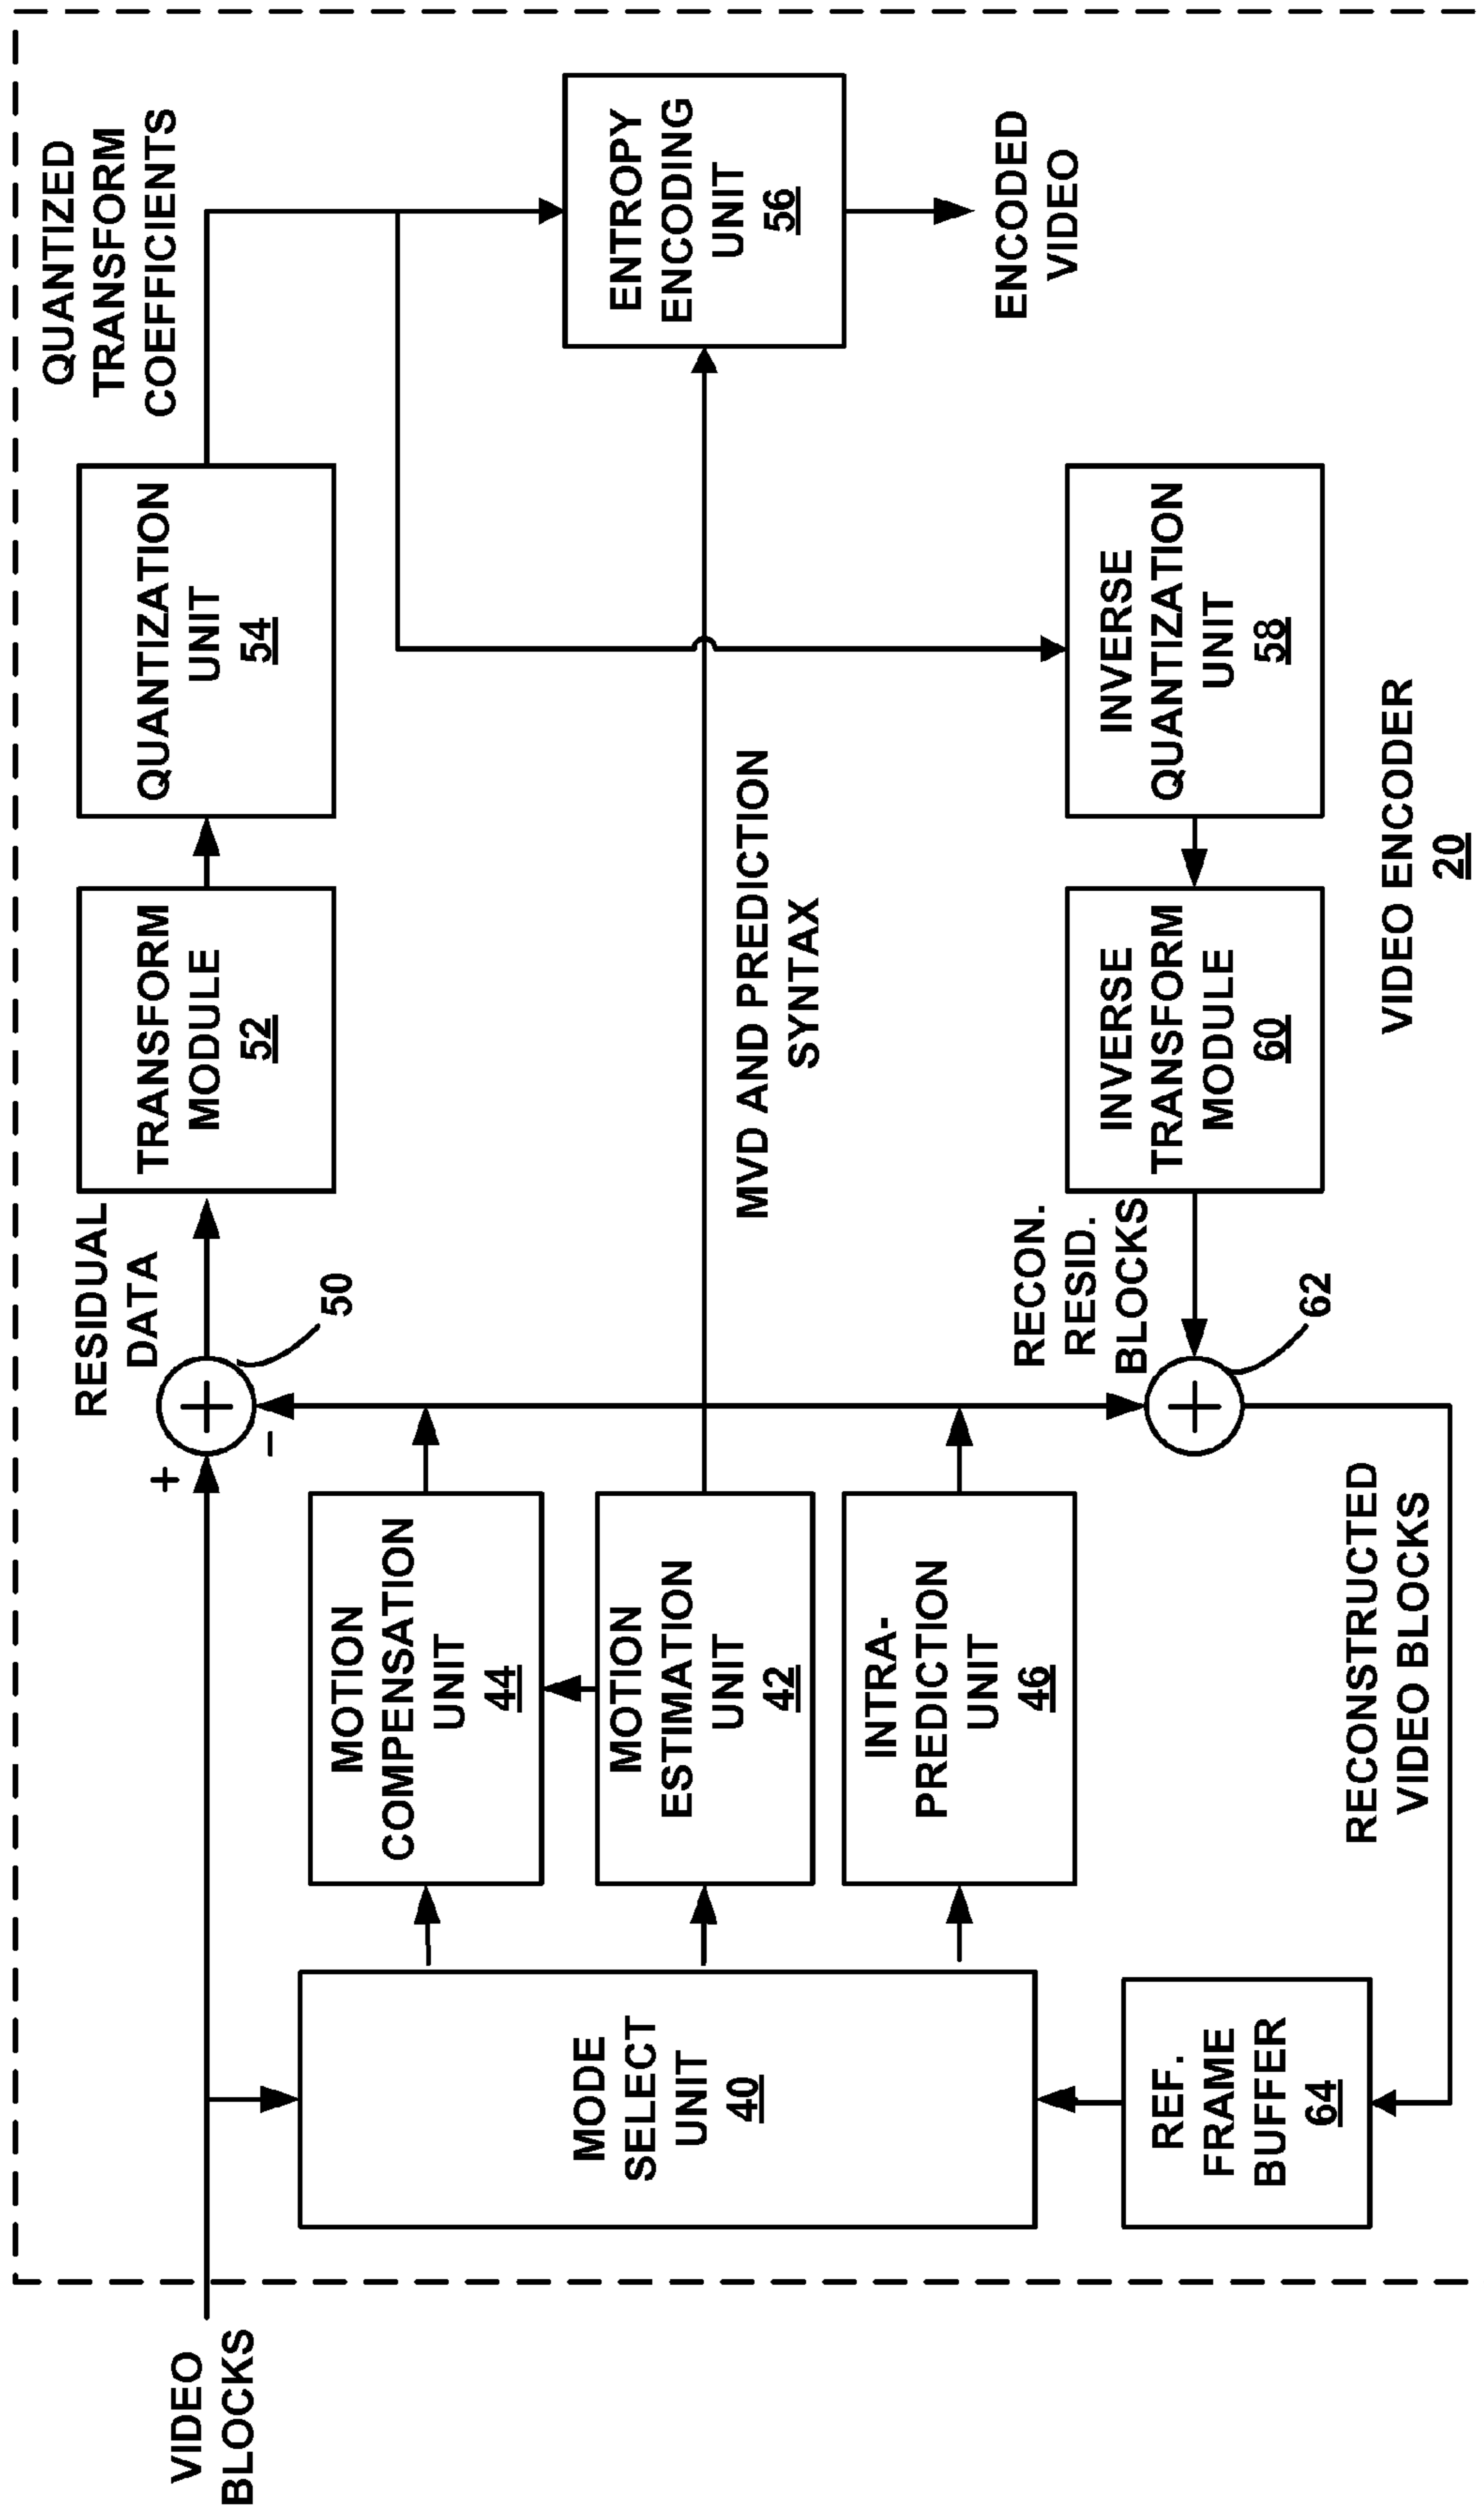 VIDEO
BLOCKS
+
-
50
RESIDUAL
DATA
TRANSFORM
MODULE
52
QUANTIZATION
UNIT
54
QUANTIZED
TRANSFORM
COEFFICIENTS
MODE
SELECT
UNIT
40
MOTION
COMPENSATION
UNIT
44
MOTION
ESTIMATION
UNIT
42
INTRA-
PREDICTION
UNIT
46
MVD AND PREDICTION
SYNTAX
ENTROPY
ENCODING
UNIT
56
ENCODED
VIDEO
REF.
FRAME
BUFFER
64
RECONSTRUCTED
VIDEO BLOCKS
62
RECON.
RESID.
BLOCKS
INVERSE
TRANSFORM
MODULE
60
INVERSE
QUANTIZATION
UNIT
58
VIDEO ENCODER
20